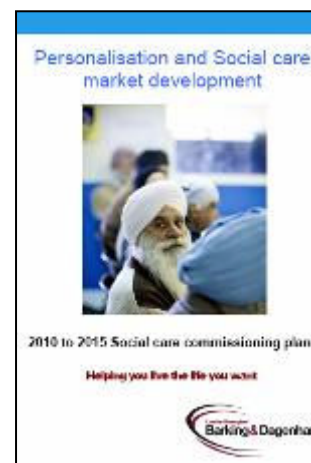 Personalisation and Social care
market development
2010 to 2015 Social care commissioning plan
Helping you live the life you want
Barking&Dagenham